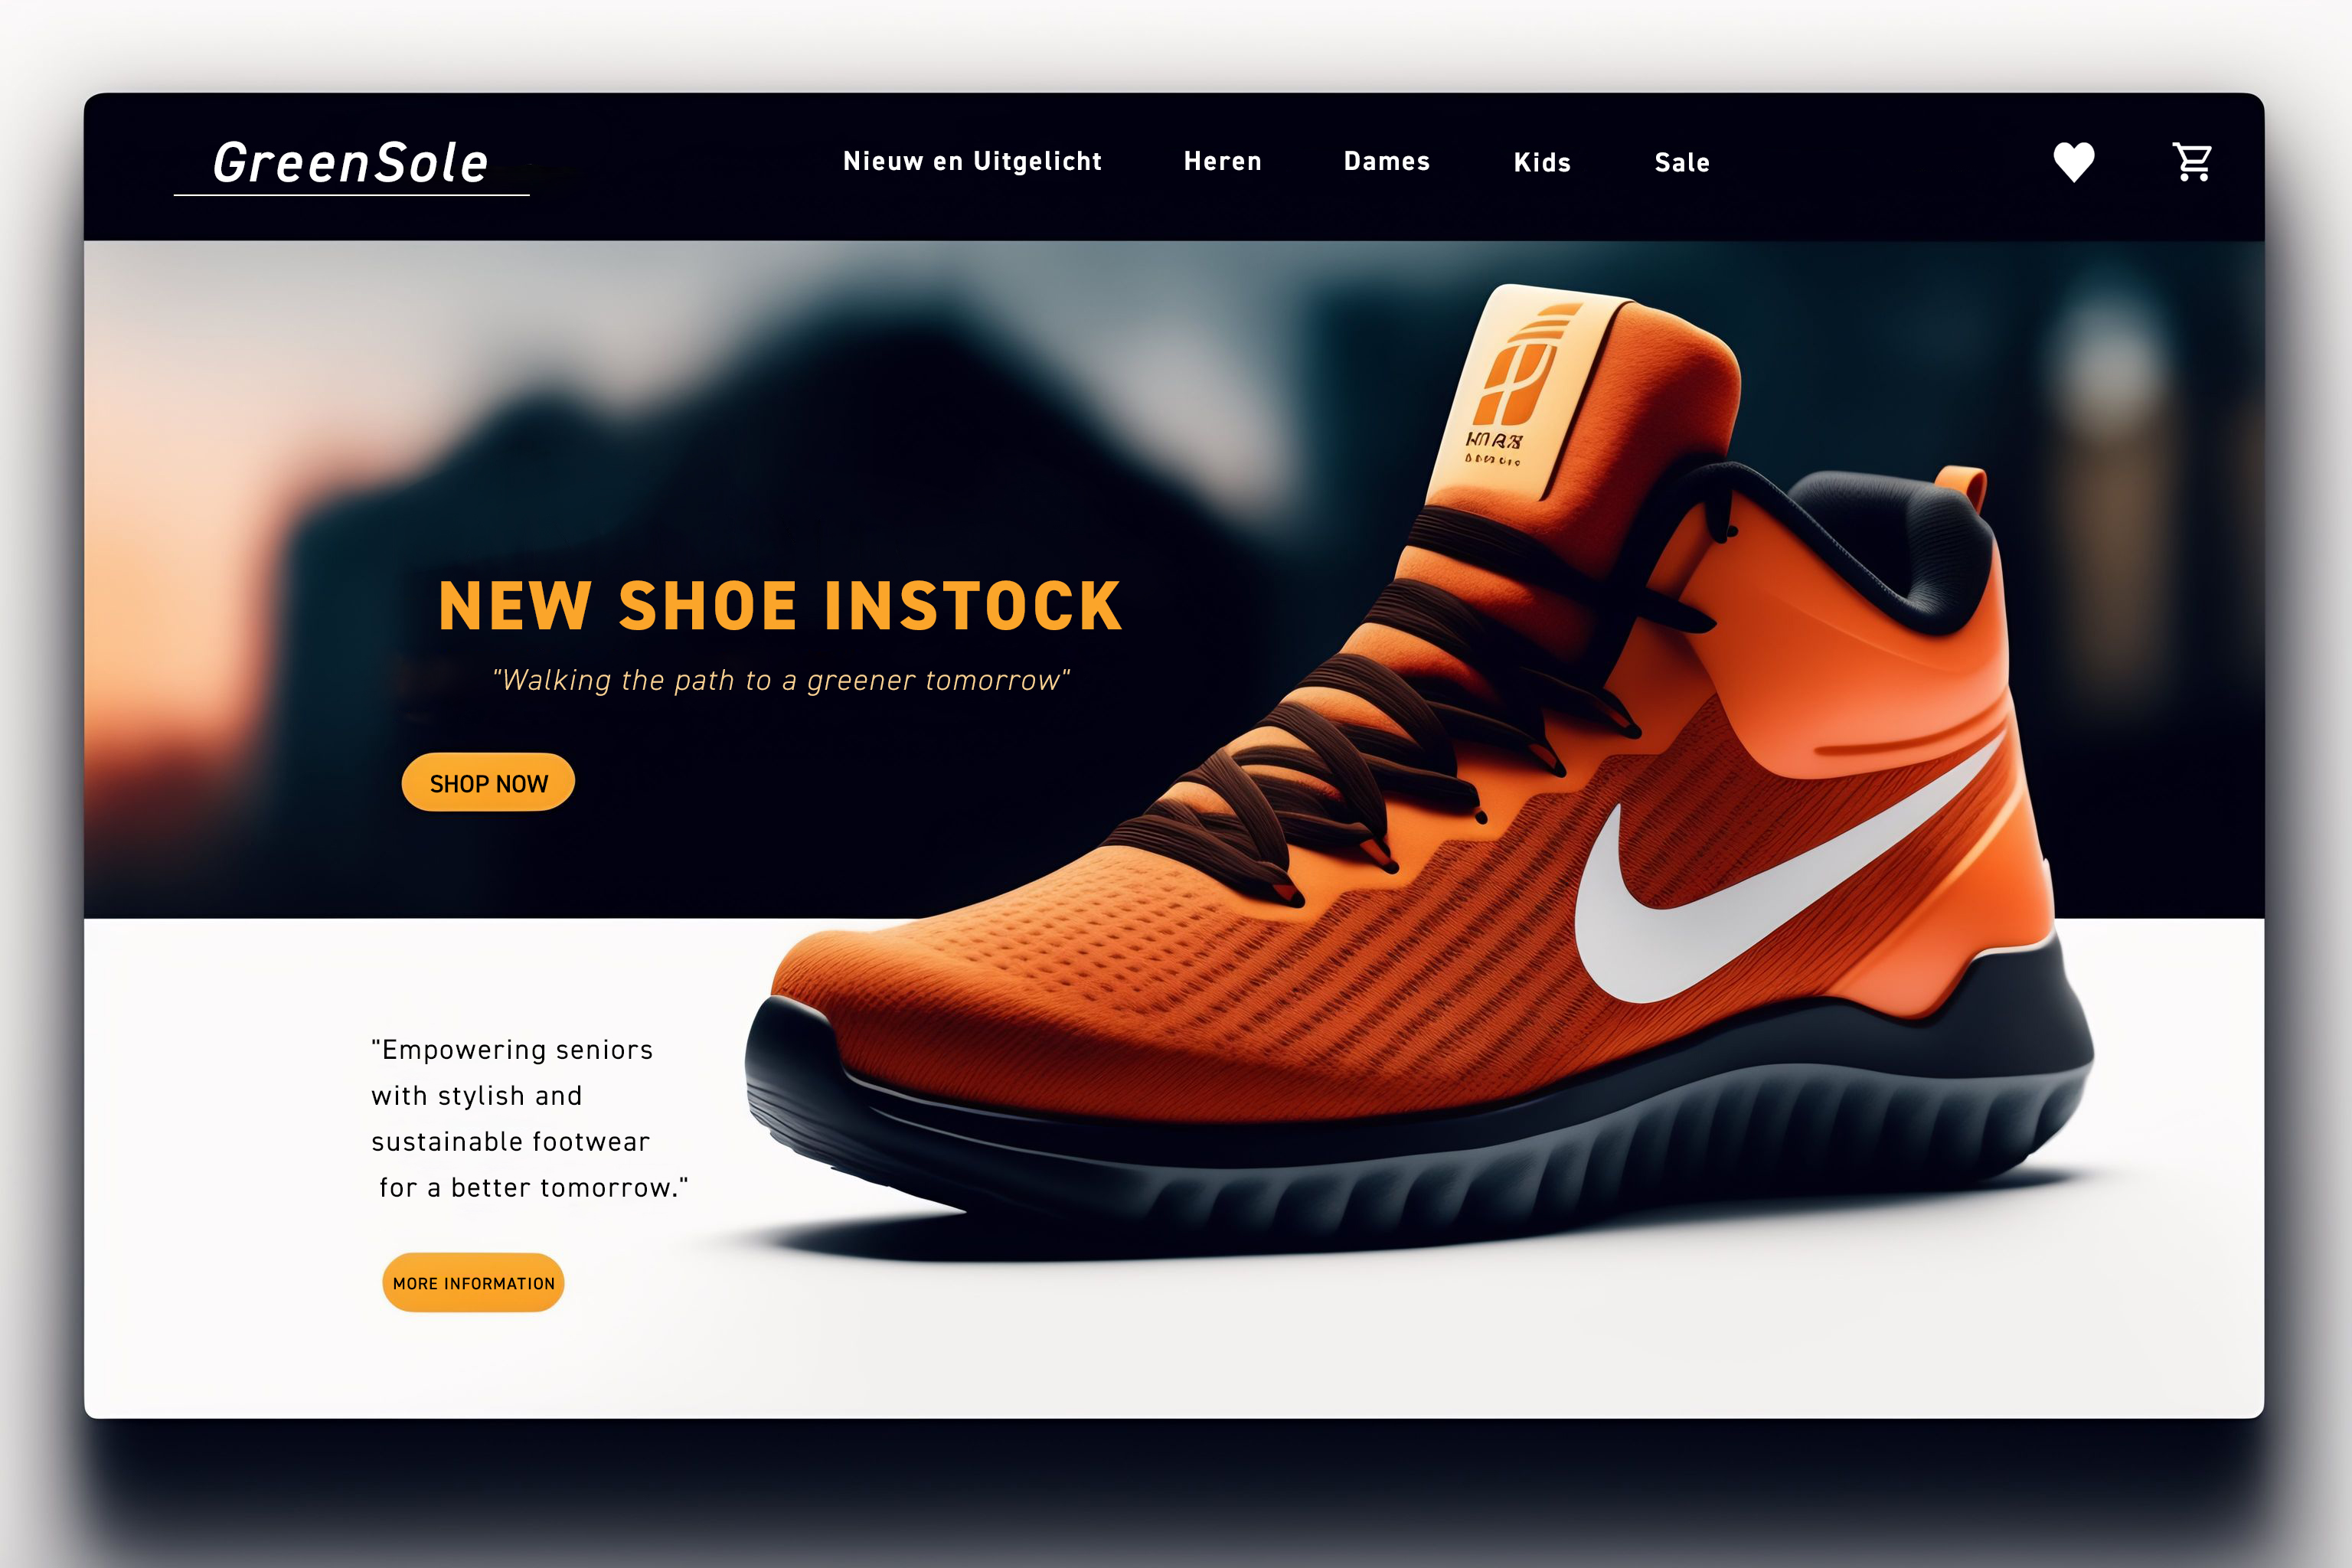 GreenSole
Nieuw en Uitgelicht
Heren
Dames
Kids
Sale
NEW SHOE INSTOCK
"Walking the path to a greener tomorrow"
SHOP NOW
"Empowering seniors
with stylish and
sustainable footwear
for a better tomorrow."
MORE INFORMATION